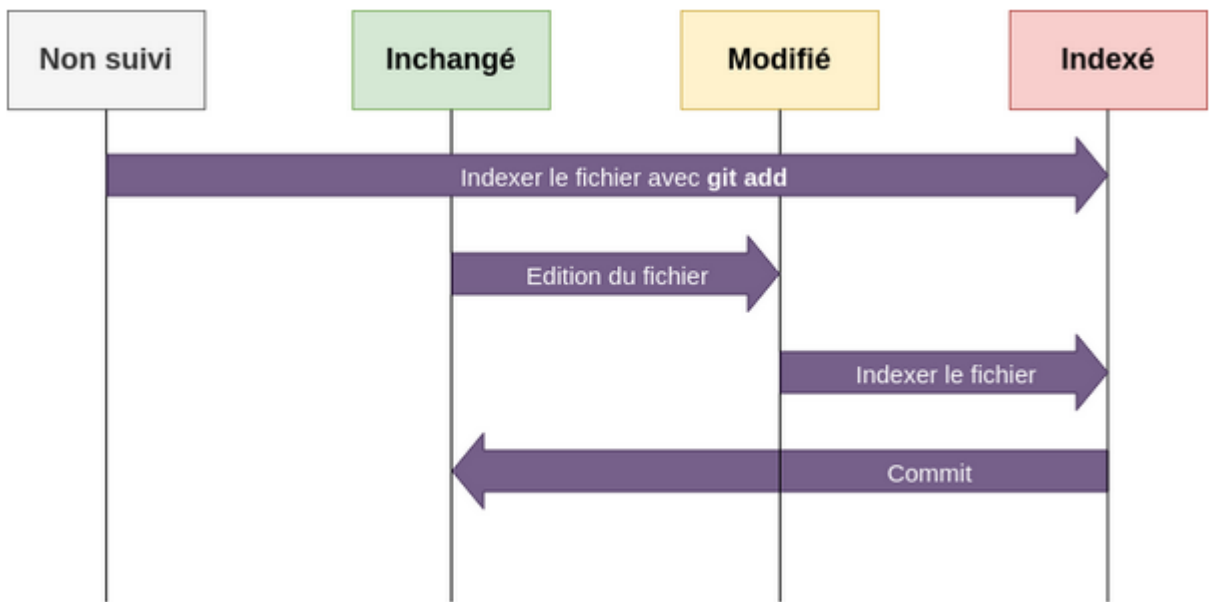 Non suivi
Inchangé
Modifié
Indexé
Indexer le fichier avec git add
Edition du fichier
Indexer le fichier
Commit